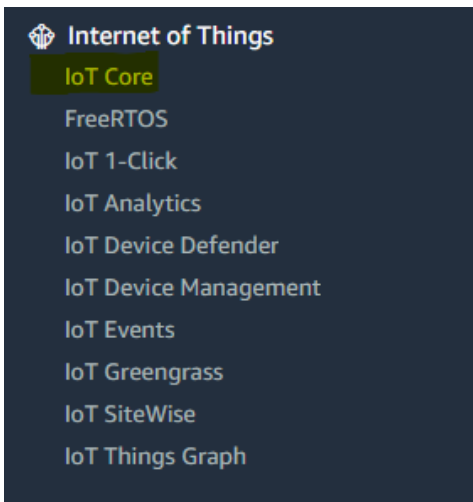 Internet of Things
IoT Core
FreeRTOS
IoT 1-Click
IoT Analytics
IoT Device Defender
IoT Device Management
IoT Events
IoT Greengrass
IoT SiteWise
IoT Things Graph